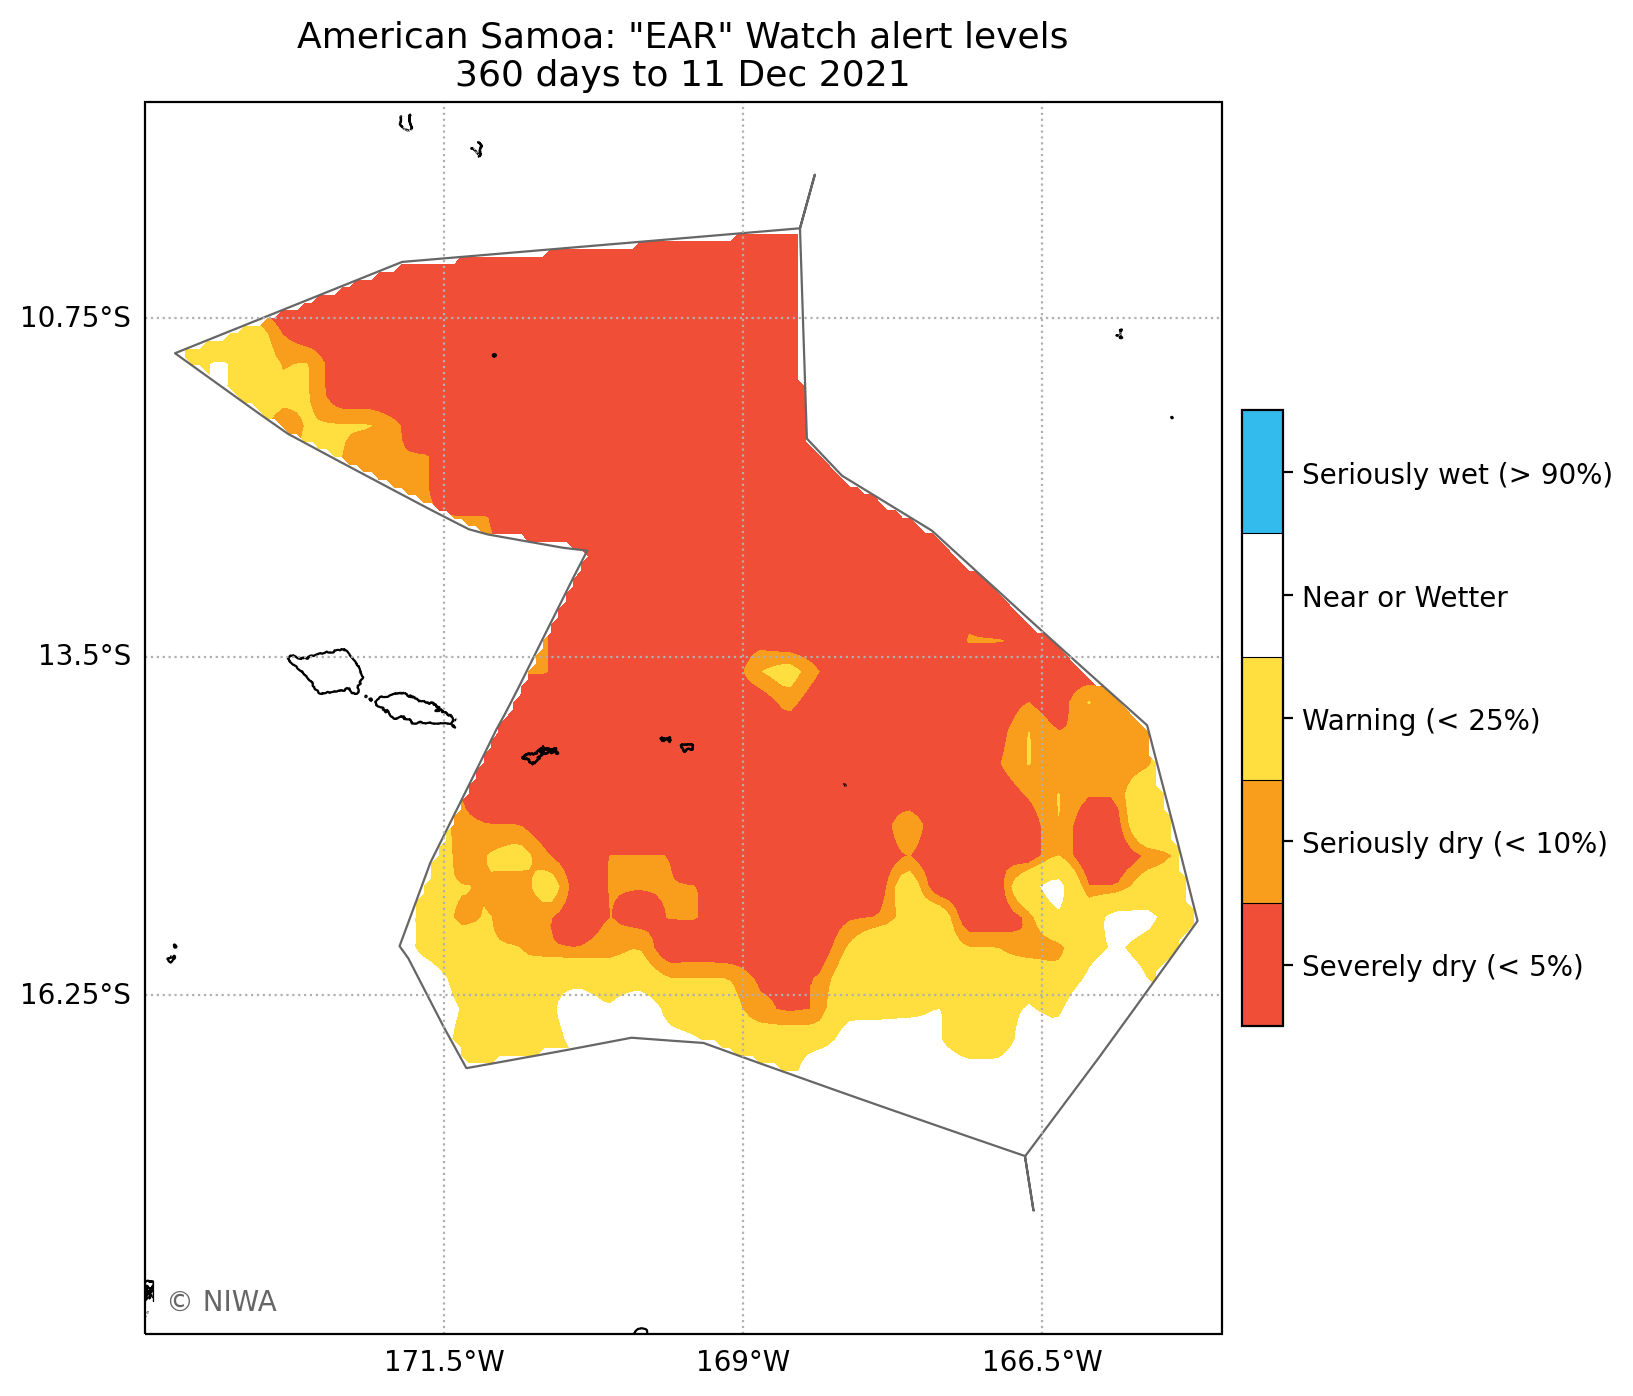 American Samoa: "EAR" Watch alert levels
360 days to 11 Dec 2021
10.75°S
13.5°S
16.25°S
171.5°W
169°W
166.5°W
© NIWA
Seriously wet (> 90%)
Near or Wetter
Warning (< 25%)
Seriously dry (< 10%)
Severely dry (< 5%)